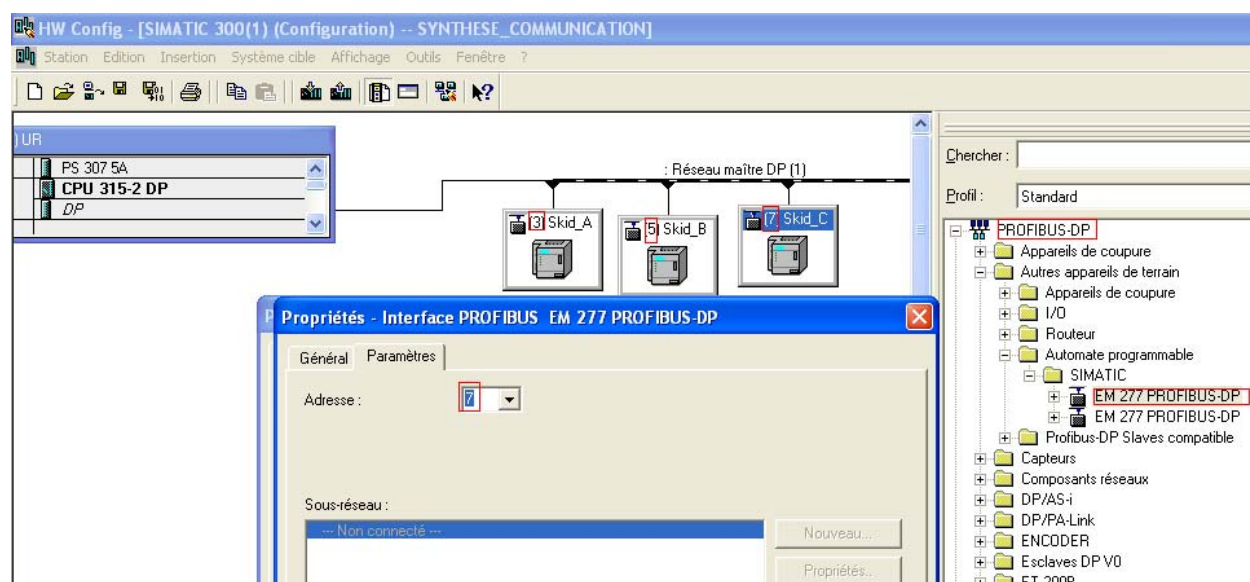 HW Config - [SIMATIC 300(1) (Configuration) -- SYNTHESE_COMMUNICATION]
Station Edition Insertion Système cible Affichage Outils Fenêtre ?
) UR
PS 307 5A
CPU 315-2 DP
DP
: Réseau maître DP (1)
(3) Skid_A
(5) Skid_B
(7) Skid_C
Propriétés - Interface PROFIBUS EM 277 PROFIBUS-DP
Général Paramètres
Adresse : 7
Sous-réseau :
--- Non connecté ---
Nouveau...
Propriétés..
Chercher :
Profil : Standard
PROFIBUS-DP
Appareils de coupure
Autres appareils de terrain
Appareils de coupure
I/O
Routeur
Automate programmable
SIMATIC
EM 277 PROFIBUS-DP
EM 277 PROFIBUS-DP
Profibus-DP Slaves compatible
Capteurs
Composants réseaux
DP/AS-i
DP/PA-Link
ENCODER
Esclaves DP V0